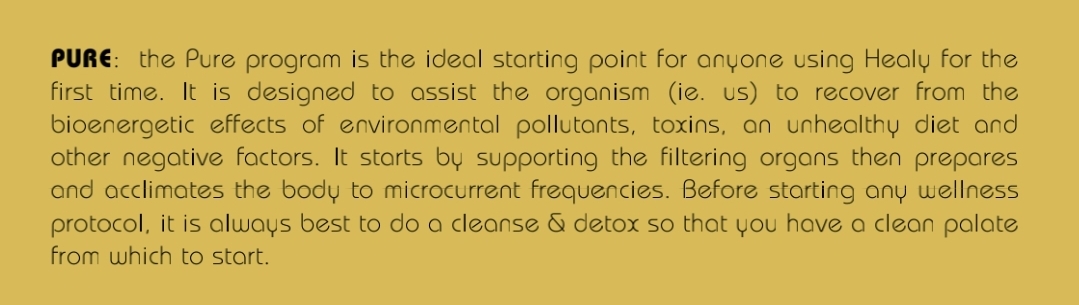 PURE: the Pure program is the ideal starting point for anyone using Healy for the
first time. It is designed to assist the organism (ie. us) to recover from the
bioenergetic effects of environmental pollutants, toxins, an unhealthy diet and
other negative factors. It starts by supporting the filtering organs then prepares
and acclimates the body to microcurrent frequencies. Before starting any wellness
protocol, it is always best to do a cleanse & detox so that you have a clean palate
from which to start.